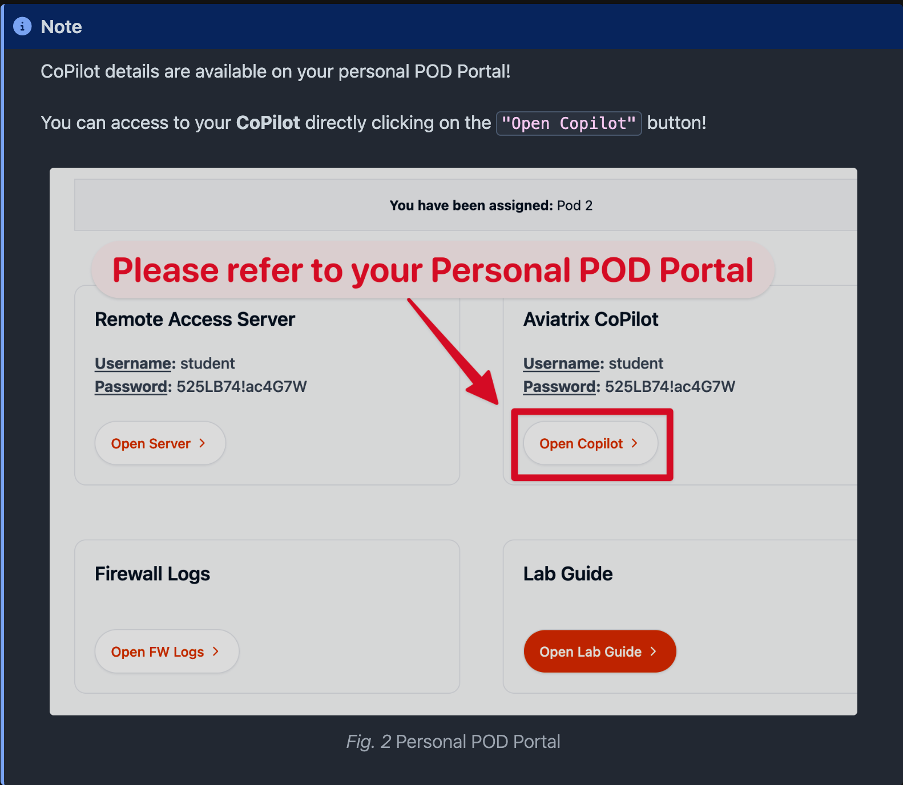 Note
CoPilot details are available on your personal POD Portal!
You can access to your CoPilot directly clicking on the "Open Copilot" button!
You have been assigned: Pod 2
Please refer to your Personal POD Portal
Remote Access Server
Username: student
Password: 525LB74!ac4G7W
Open Server >
Aviatrix CoPilot
Username: student
Password: 525LB74!ac4G7W
Open Copilot >
Firewall Logs
Open FW Logs >
Lab Guide
Open Lab Guide >
Fig. 2 Personal POD Portal